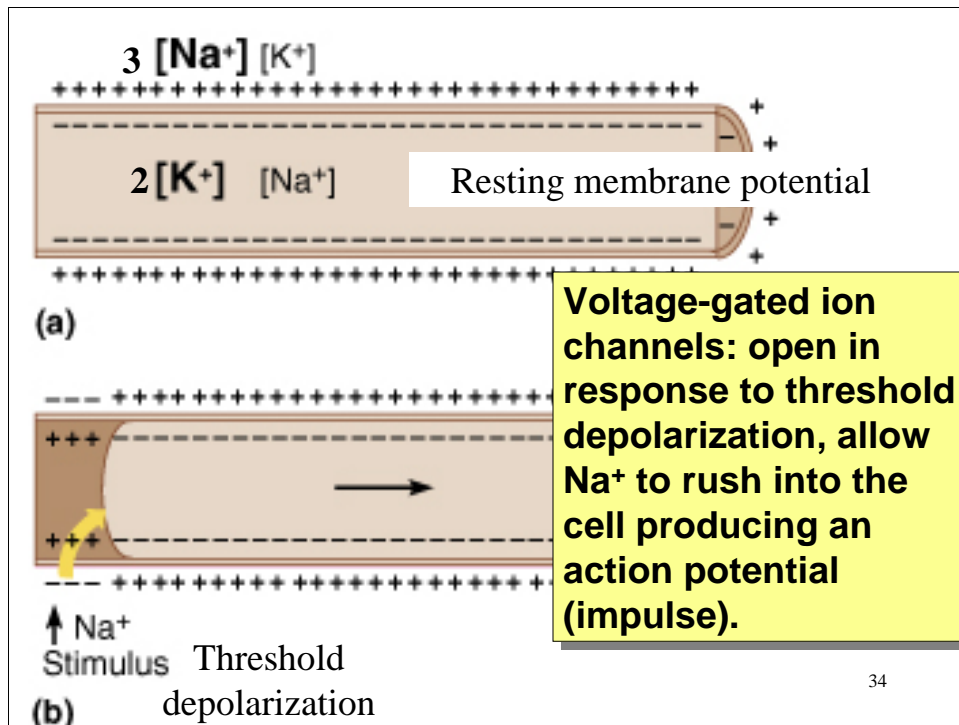 3 [Na+] [K+]
+++++++++++++++++++++++++++++++++
–––––––––––––––––––––––––––––––––
2 [K+] [Na+] Resting membrane potential
–––––––––––––––––––––––––––––––––
+++++++++++++++++++++++++++++++++
(a)
Voltage-gated ion
channels: open in
response to threshold
depolarization, allow
Na+ to rush into the
cell producing an
action potential
(impulse).
––– ++++++++++++++++++++++++
+++ ––––––––––––––––––––––––
+++ ––––––––––––––––––––––––
––– ++++++++++++++++++++++++
Na+
Stimulus
Threshold
depolarization
(b)
34